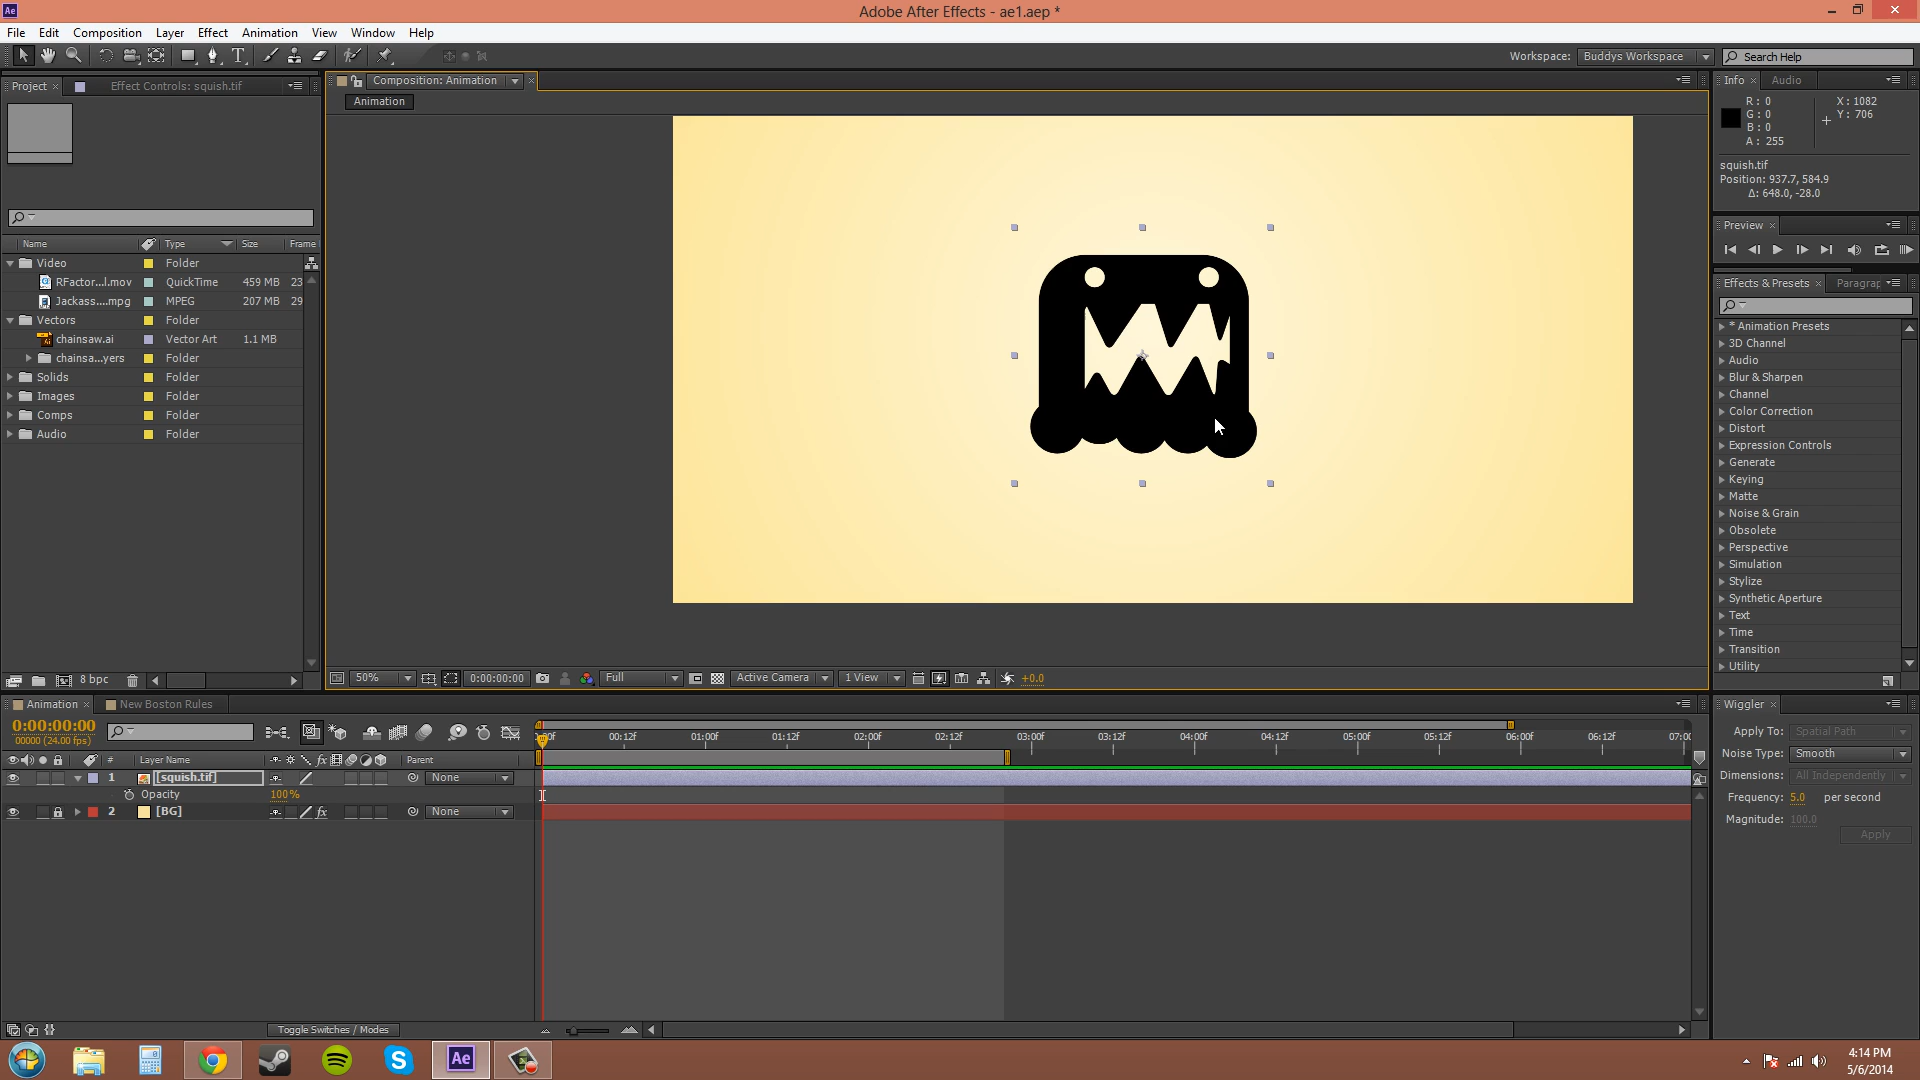 Ae
Adobe After Effects - ae1.aep *
File Edit Composition Layer Effect Animation View Window Help
T
Workspace: Buddys Workspace
Search Help
Project × Effect Controls: squish.tif
Composition: Animation ×
Animation
Info × Audio
R: 0 X: 1082
G: 0 Y: 706
B: 0
A: 255
squish.tif
Position: 937.7, 584.9
Δ: 648.0, -28.0
Preview ×
Name Type Size Frame
Video Folder
RFactor...l.mov QuickTime 459 MB 23
Jackass....mpg MPEG 207 MB 29
Vectors Folder
chainsaw.ai Vector Art 1.1 MB
chainsa...yers Folder
Solids Folder
Images Folder
Comps Folder
Audio Folder
8 bpc
Effects & Presets × Paragrap
* Animation Presets
3D Channel
Audio
Blur & Sharpen
Channel
Color Correction
Distort
Expression Controls
Generate
Keying
Matte
Noise & Grain
Obsolete
Perspective
Simulation
Stylize
Synthetic Aperture
Text
Time
Transition
Utility
50% 0:00:00:00 Full Active Camera 1 View +0.0
Animation × New Boston Rules
0:00:00:00
00000 (24.00 fps)
00:12f 01:00f 01:12f 02:00f 02:12f 03:00f 03:12f 04:00f 04:12f 05:00f 05:12f 06:00f 06:12f 07:00
# Layer Name fx Parent
1 [squish.tif] None
Opacity 100%
2 [BG] fx None
Toggle Switches / Modes
Wiggler ×
Apply To: Spatial Path
Noise Type: Smooth
Dimensions: All Independently
Frequency: 5.0 per second
Magnitude: 100.0
Apply
Ae
4:14 PM
5/6/2014